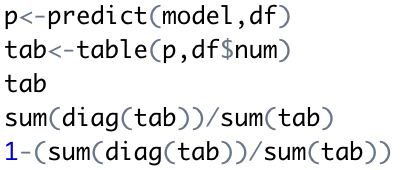 p<-predict(model,df)
tab<-table(p,df$num)
tab
sum(diag(tab))/sum(tab)
1-(sum(diag(tab))/sum(tab))